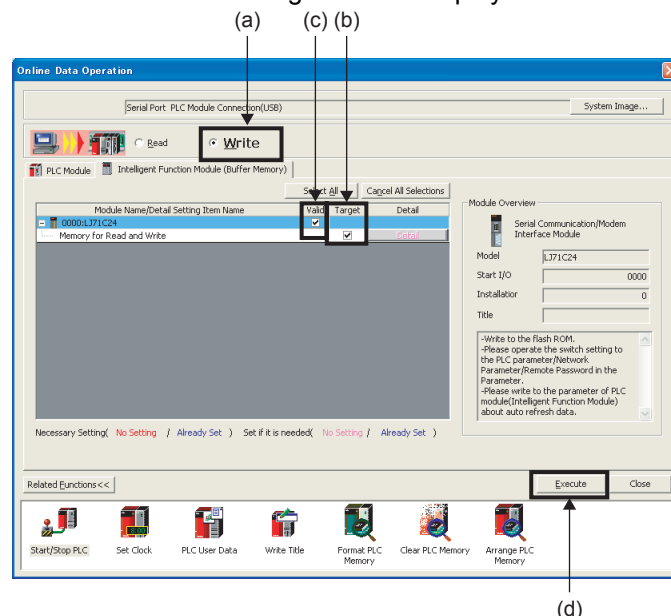 (a) (c) (b)
Online Data Operation
Serial Port PLC Module Connection(USB) System Image...
Read Write
PLC Module Intelligent Function Module (Buffer Memory)
Select All Cancel All Selections
Module Name/Detail Setting Item Name Valid Target Detail
0000:LJ71C24
Memory for Read and Write Detail
Module Overview
Serial Communication/Modem
Interface Module
Model LJ71C24
Start I/O 0000
Installatior 0
Title
-Write to the flash ROM.
-Please operate the switch setting to
the PLC parameter/Network
Parameter/Remote Password in the
Parameter.
-Please write to the parameter of PLC
module(Intelligent Function Module)
about auto refresh data.
Necessary Setting( No Setting / Already Set ) Set if it is needed( No Setting / Already Set )
Related Functions<< Execute Close
Start/Stop PLC Set Clock PLC User Data Write Title Format PLC
Memory Clear PLC Memory Arrange PLC
Memory
(d)